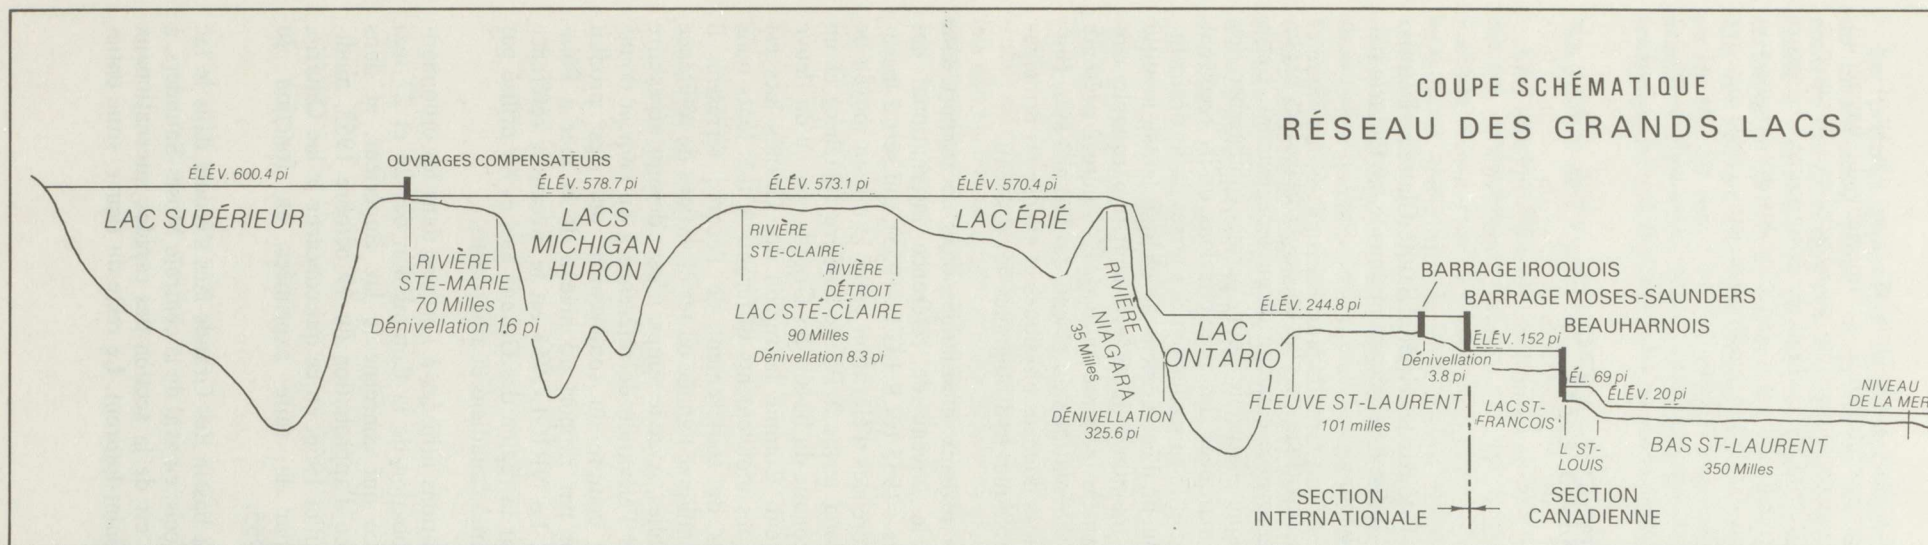 COUPE SCHÉMATIQUE
RÉSEAU DES GRANDS LACS
ÉLÉV. 600.4 pi
OUVRAGES COMPENSATEURS
ÉLÉV. 578.7 pi
ÉLÉV. 573.1 pi
ÉLÉV. 570.4 pi
LAC SUPÉRIEUR
RIVIÈRE
STE-MARIE
70 Milles
Dénivellation 1.6 pi
LACS
MICHIGAN
HURON
RIVIÈRE
STE-CLAIRE
RIVIÈRE
DÉTROIT
LAC STE-CLAIRE
90 Milles
Dénivellation 8.3 pi
LAC ÉRIÉ
RIVIÈRE
NIAGARA
35 Milles
DÉNIVELLATION
325.6 pi
ÉLÉV. 244.8 pi
LAC
ONTARIO
BARRAGE IROQUOIS
BARRAGE MOSES-SAUNDERS
BEAUHARNOIS
ÉLÉV. 152 pi
Dénivellation
3.8 pi
FLEUVE ST-LAURENT
101 milles
LAC ST-
FRANCOIS
ÉL. 69 pi
ÉLÉV. 20 pi
L ST-
LOUIS
NIVEAU
DE LA MER
BAS ST-LAURENT
350 Milles
SECTION
INTERNATIONALE
SECTION
CANADIENNE